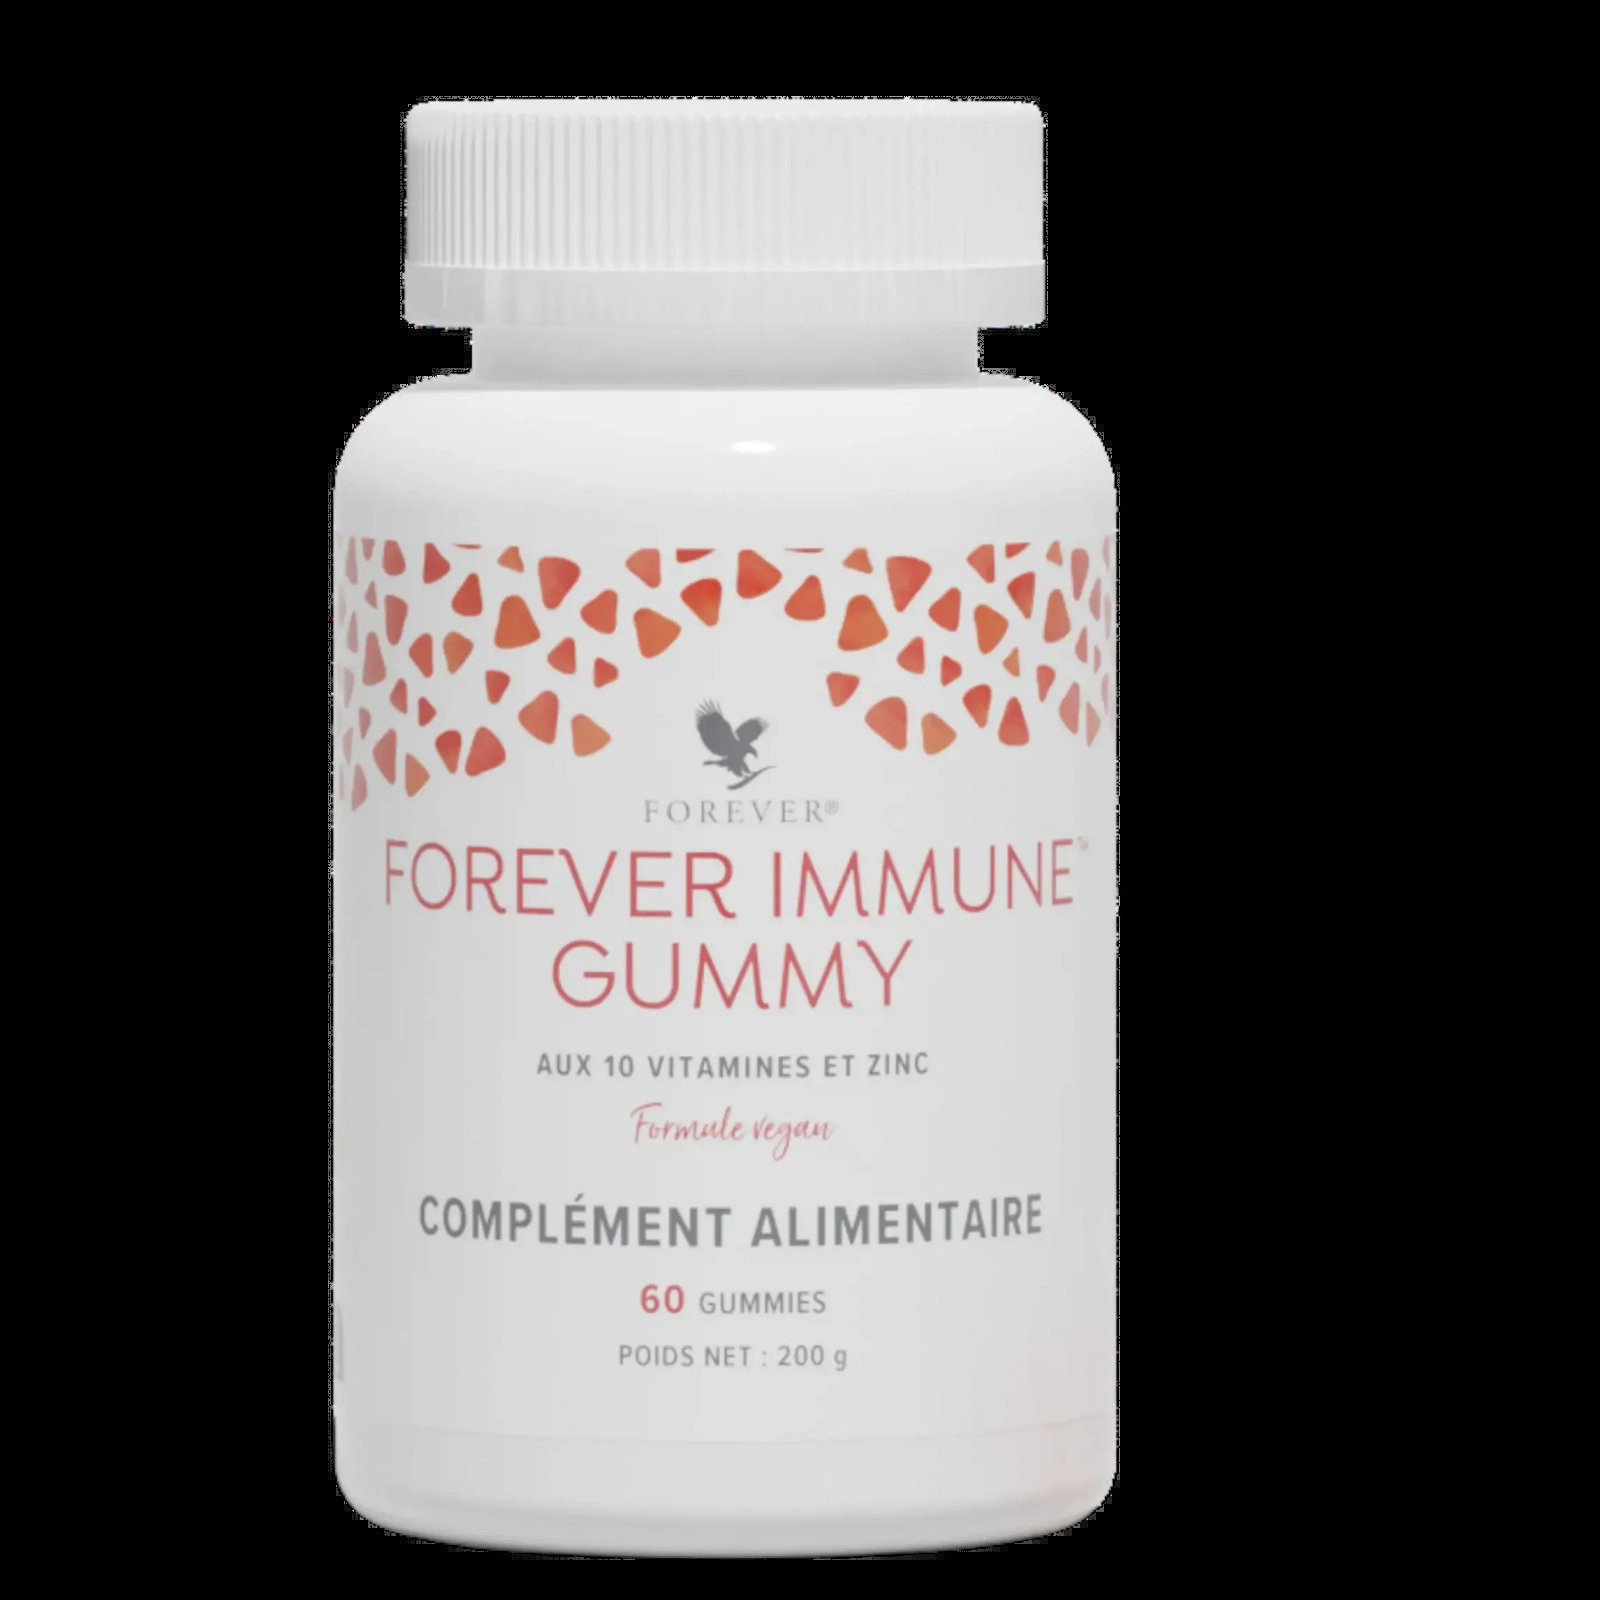 FOREVER®
FOREVER IMMUNE™
GUMMY
AUX 10 VITAMINES ET ZINC
Formule vegan
COMPLÉMENT ALIMENTAIRE
60 GUMMIES
POIDS NET : 200 g